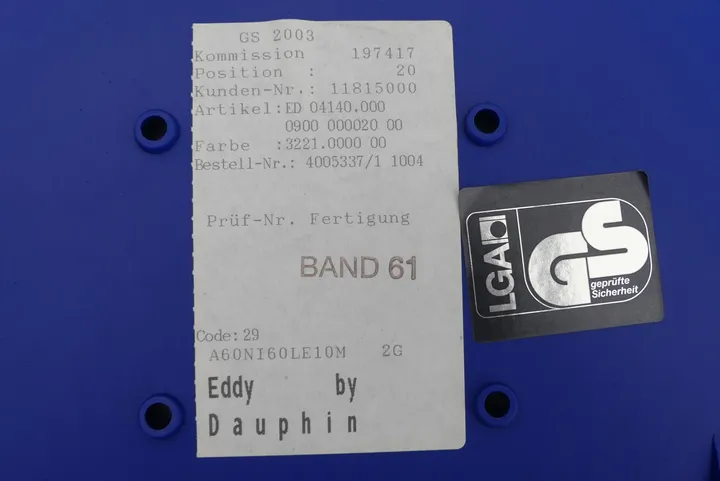 GS 2003
Kommission 197417
Position : 20
Kunden-Nr.: 11815000
Artikel:ED 04140.000
0900 000020 00
Farbe :3221.0000 00
Bestell-Nr.: 4005337/1 1004
Prüf-Nr. Fertigung
BAND 61
Code:29
A60NI60LE10M 2G
Eddy by
Dauphin
LGA
GS
geprüfte
Sicherheit